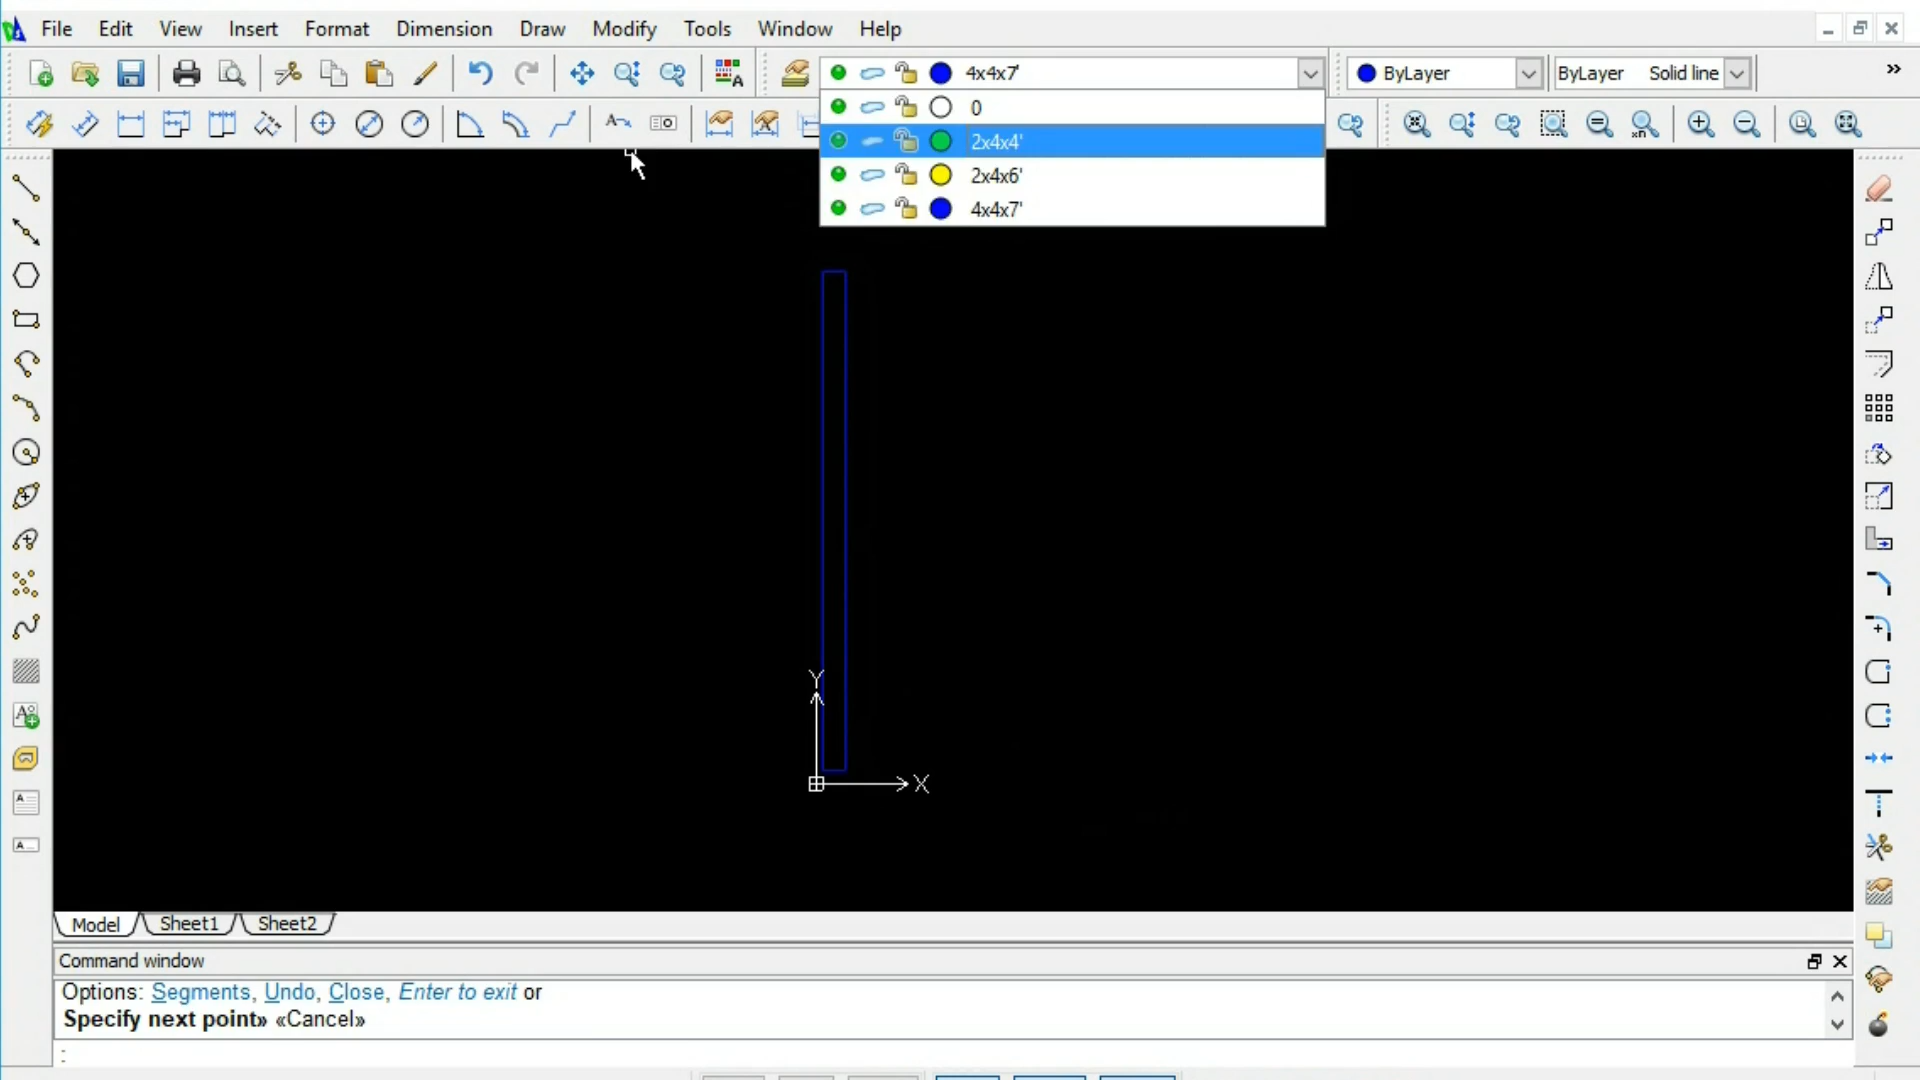 File Edit View Insert Format Dimension Draw Modify Tools Window Help
4x4x7'
ByLayer
ByLayer Solid line
»
0
2x4x4'
2x4x6'
4x4x7'
Y
X
Model Sheet1 Sheet2
Command window
Options: Segments, Undo, Close, Enter to exit or
Specify next point» «Cancel»
: